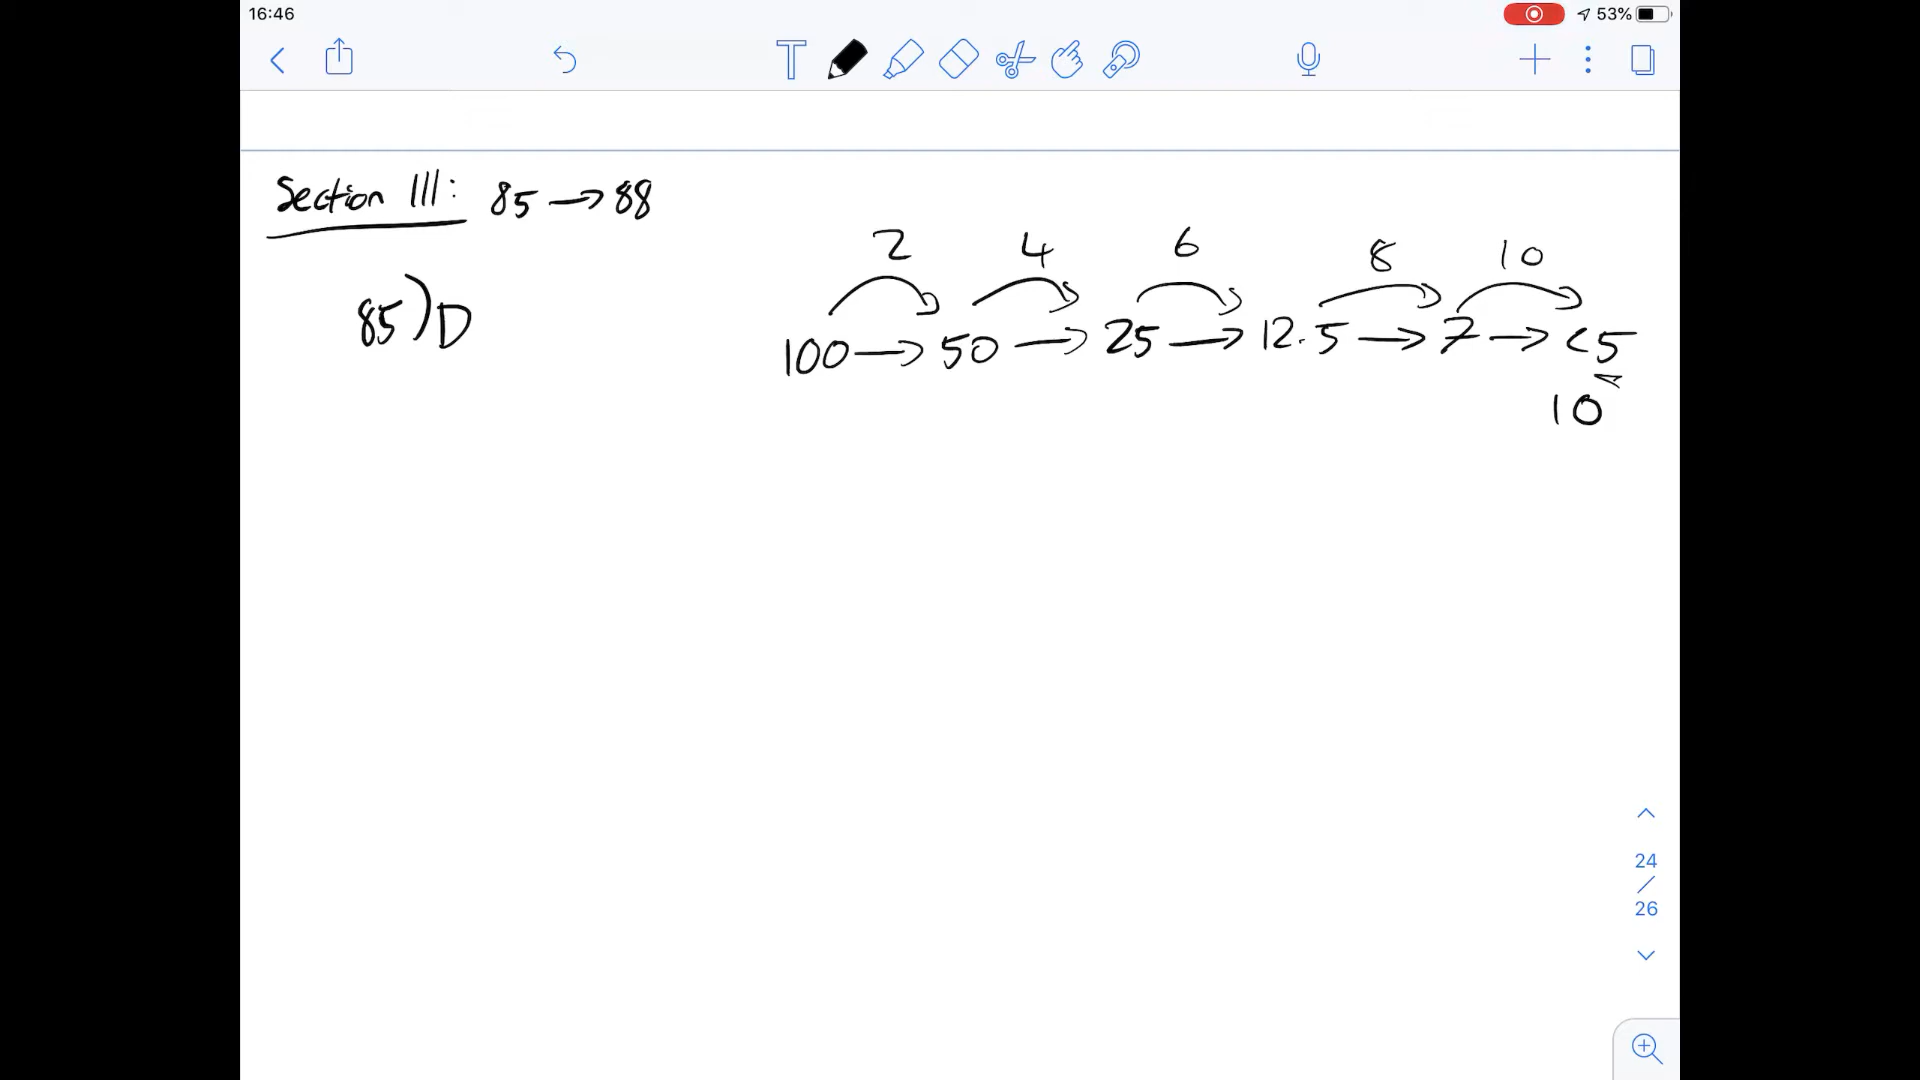 16:46
53%
T
Section III: 85 → 88
2 4 6 8 10
85) D
100 → 50 → 25 → 12.5 → 7 → <5
10
24
/
26